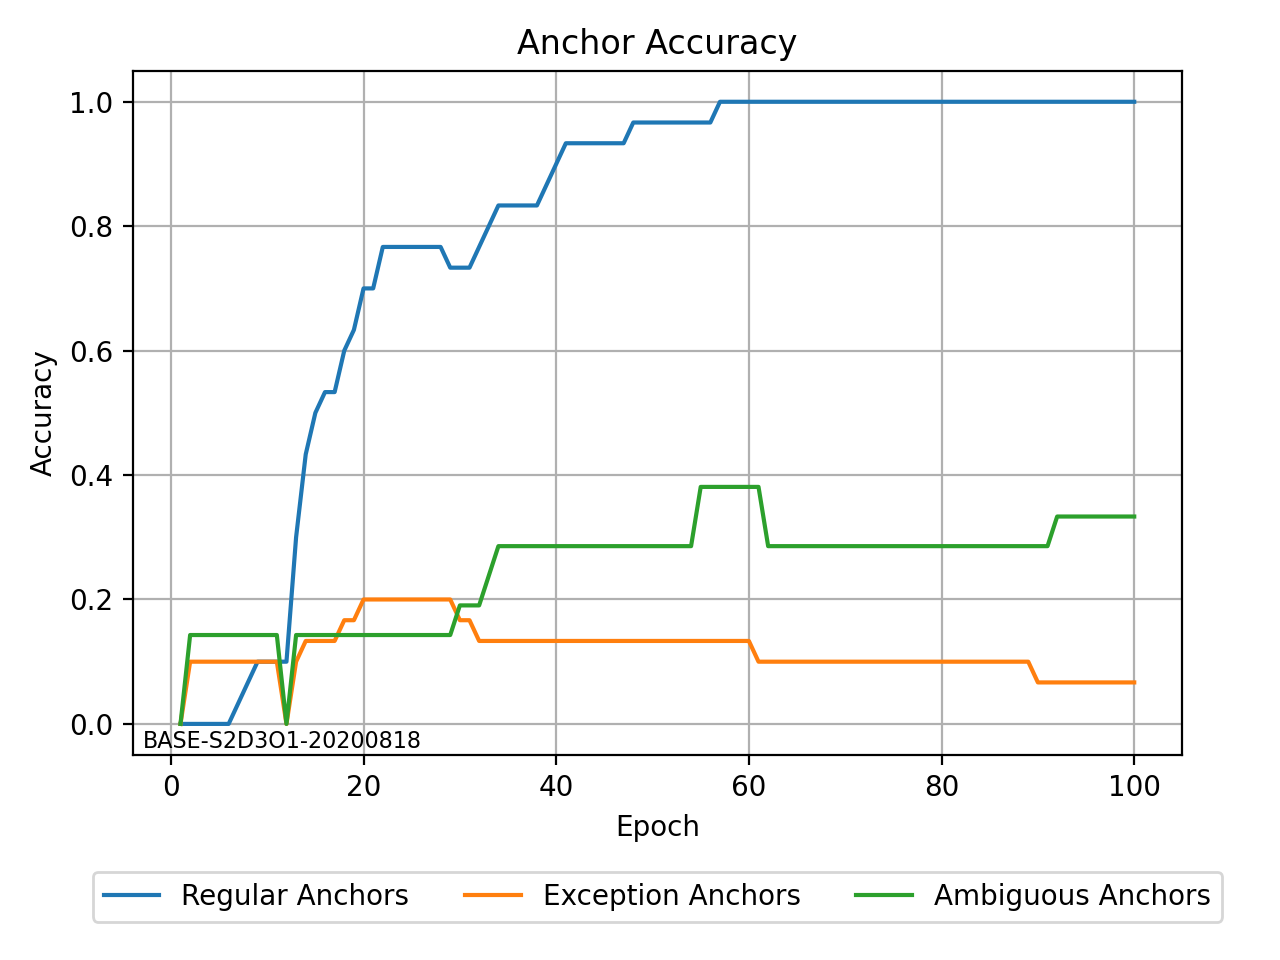 Anchor Accuracy
1.0
0.8
0.6
0.4
0.2
0.0
Accuracy
BASE-S2D3O1-20200818
0 20 40 60 80 100
Epoch
Regular Anchors Exception Anchors Ambiguous Anchors